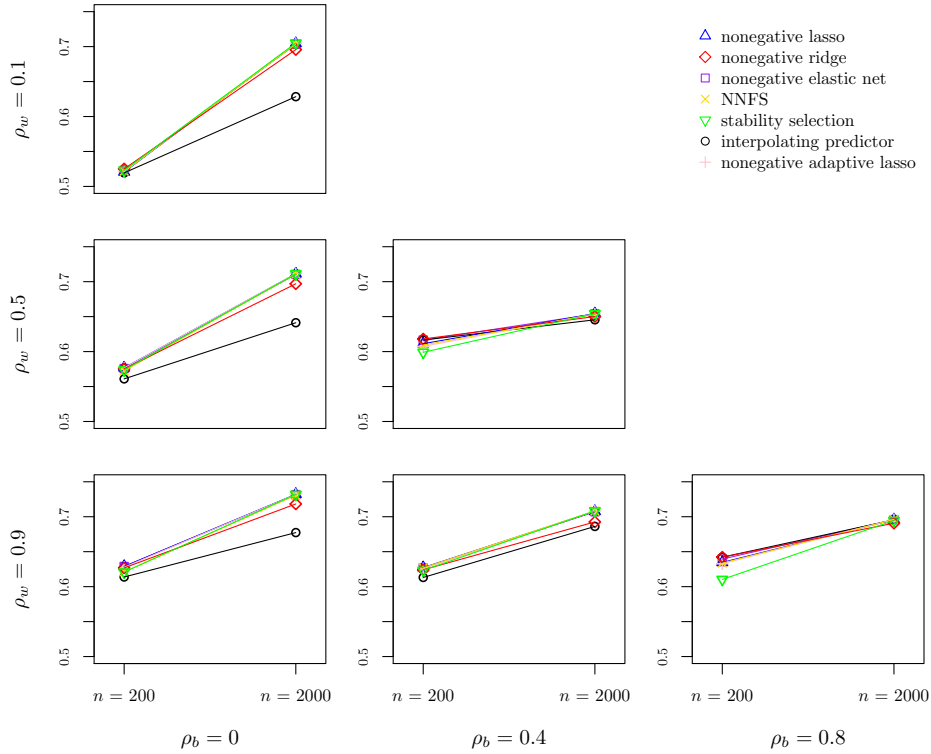 ρw = 0.1
0.5
0.6
0.7
nonegative lasso
nonegative ridge
nonegative elastic net
NNFS
stability selection
interpolating predictor
nonegative adaptive lasso
ρw = 0.5
0.5
0.6
0.7
0.5
0.6
0.7
ρw = 0.9
0.5
0.6
0.7
0.5
0.6
0.7
0.5
0.6
0.7
n = 200
n = 2000
n = 200
n = 2000
n = 200
n = 2000
ρb = 0
ρb = 0.4
ρb = 0.8